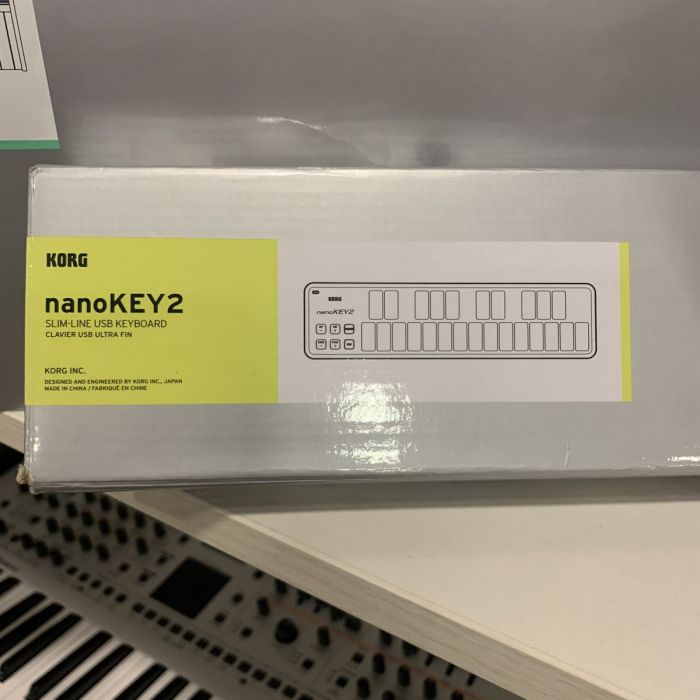 KORG
nanoKEY2
SLIM-LINE USB KEYBOARD
CLAVIER USB ULTRA FIN
KORG INC.
DESIGNED AND ENGINEERED BY KORG INC., JAPAN
MADE IN CHINA / FABRIQUÉ EN CHINE
KORG
nanoKEY2